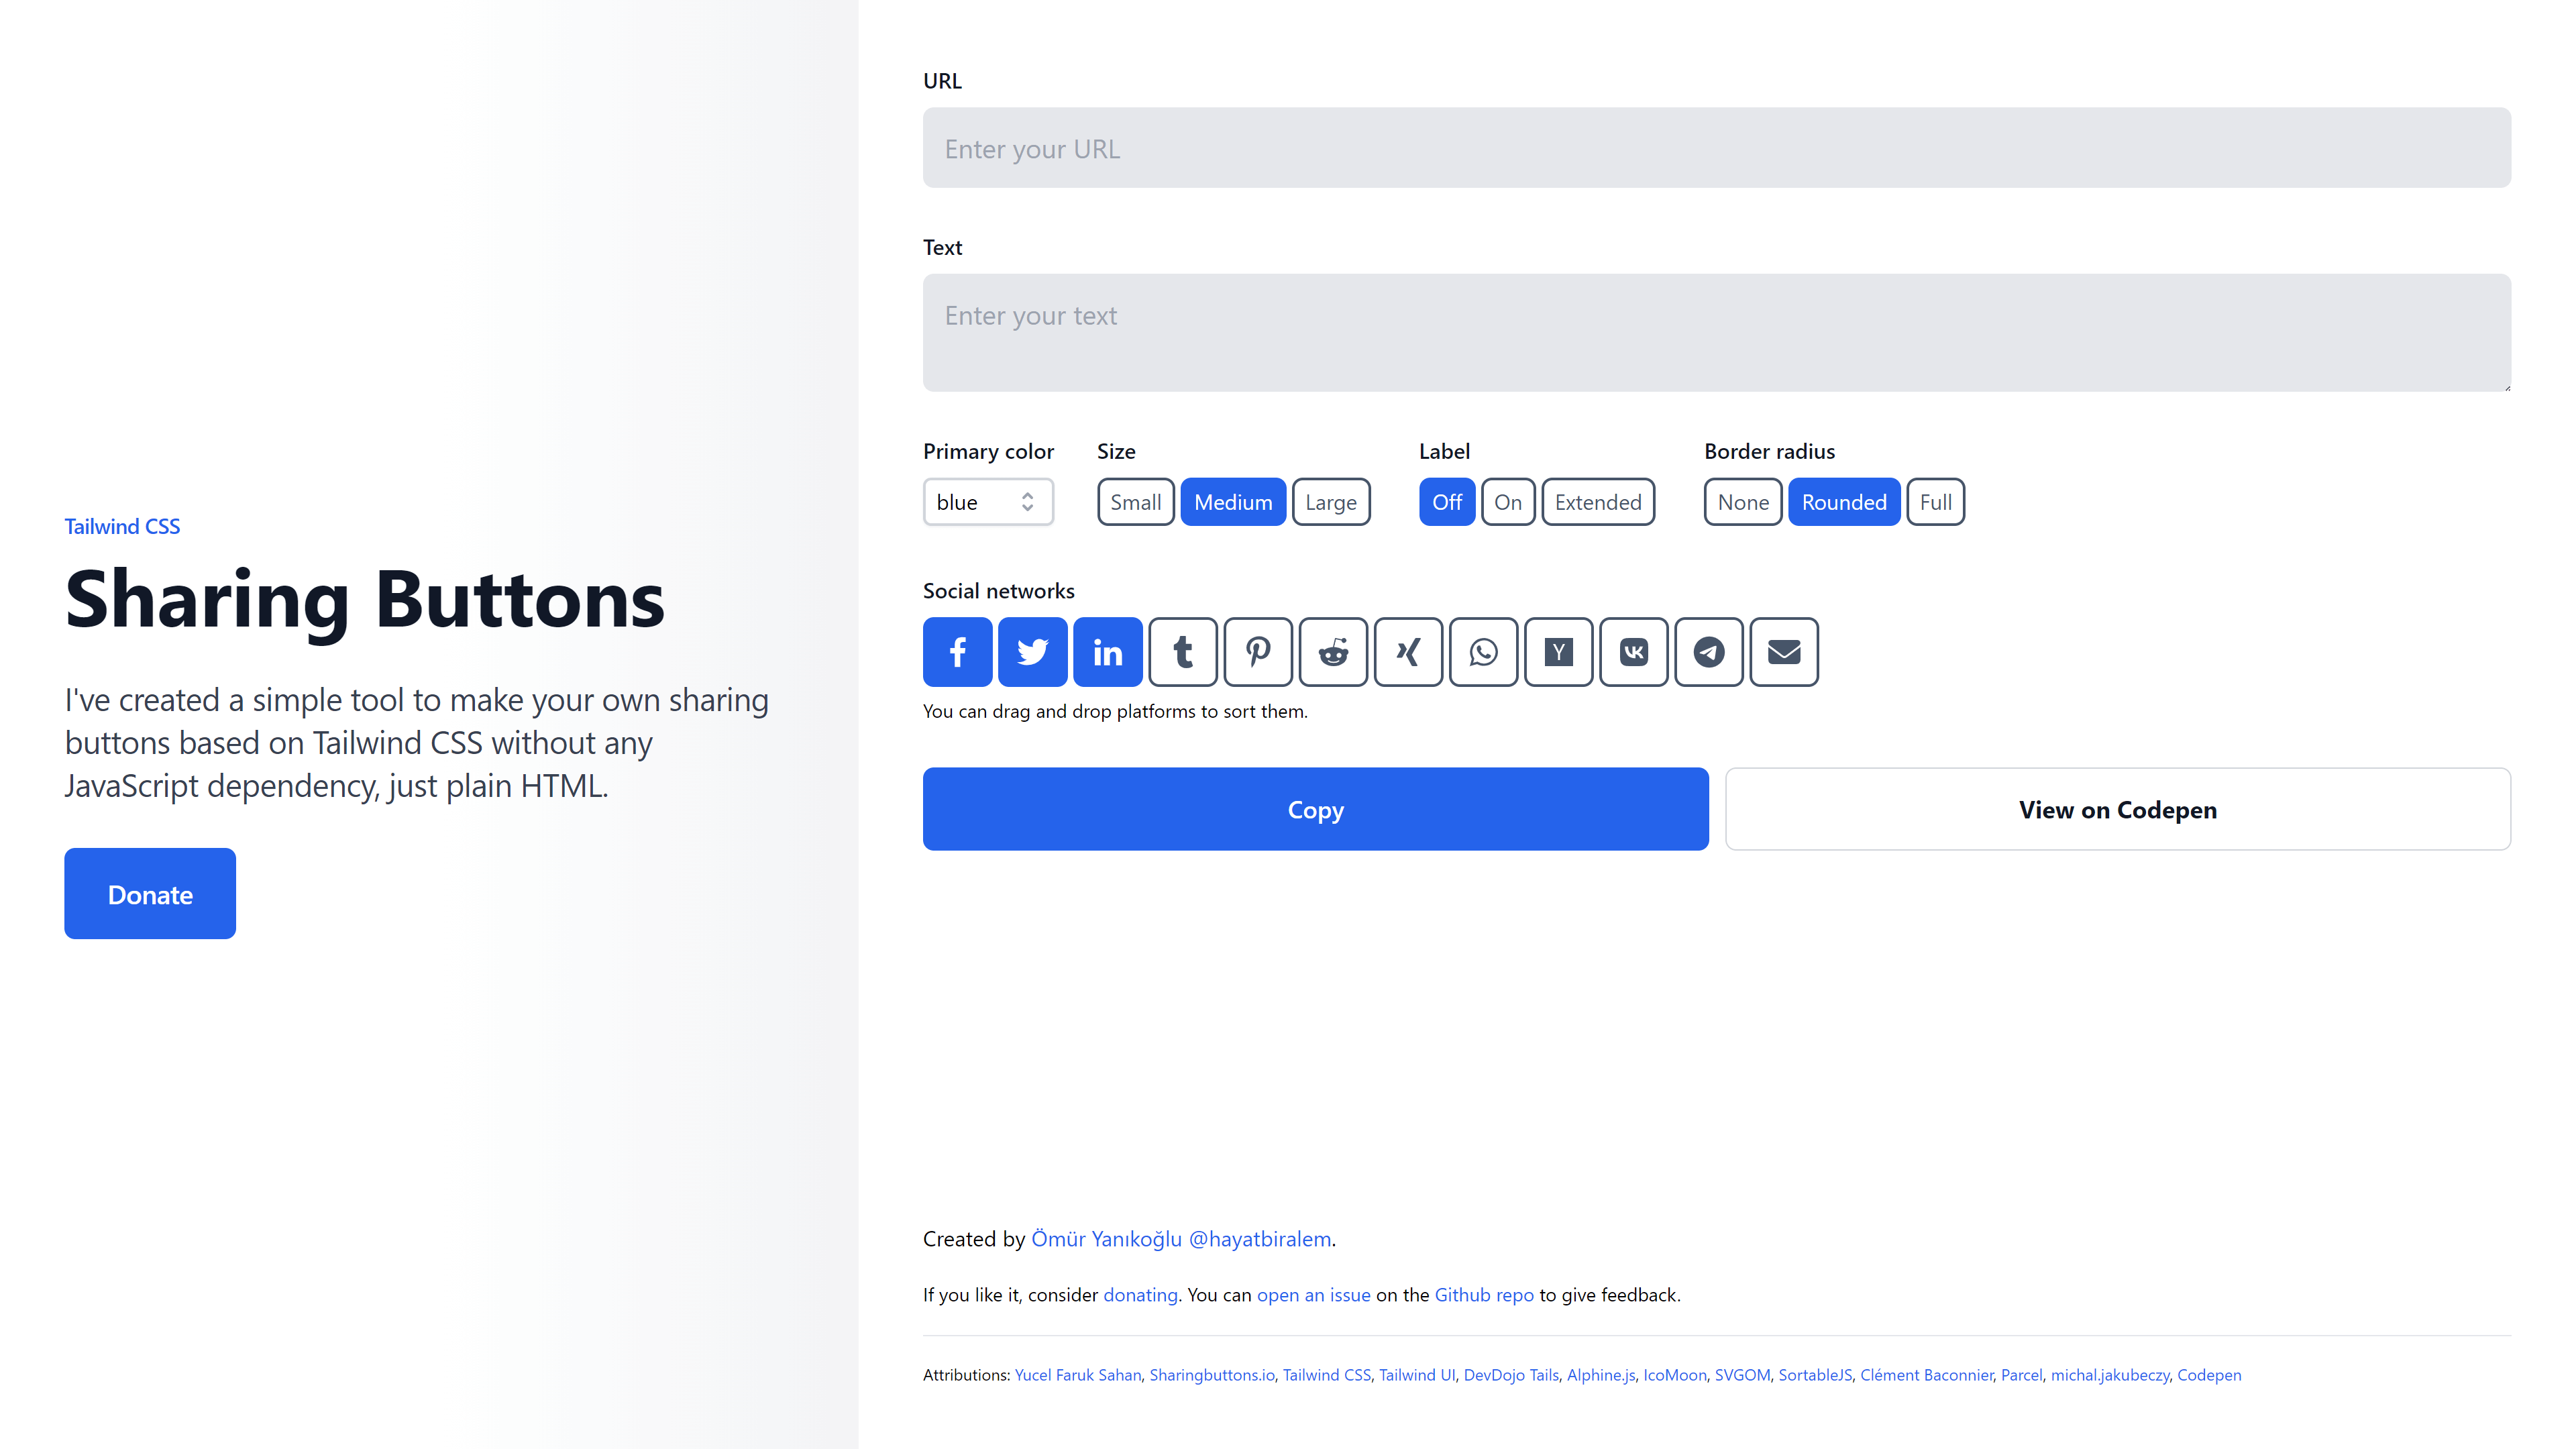 Tailwind CSS
Sharing Buttons
I've created a simple tool to make your own sharing
buttons based on Tailwind CSS without any
JavaScript dependency, just plain HTML.
Donate
URL
Enter your URL
Text
Enter your text
Primary color
blue
Size
Small Medium Large
Label
Off On Extended
Border radius
None Rounded Full
Social networks
You can drag and drop platforms to sort them.
Copy
View on Codepen
Created by Ömür Yanıkoğlu @hayatbiralem.
If you like it, consider donating. You can open an issue on the Github repo to give feedback.
Attributions: Yucel Faruk Sahan, Sharingbuttons.io, Tailwind CSS, Tailwind UI, DevDojo Tails, Alphine.js, IcoMoon, SVGOM, SortableJS, Clément Baconnier, Parcel, michal.jakubeczy, Codepen